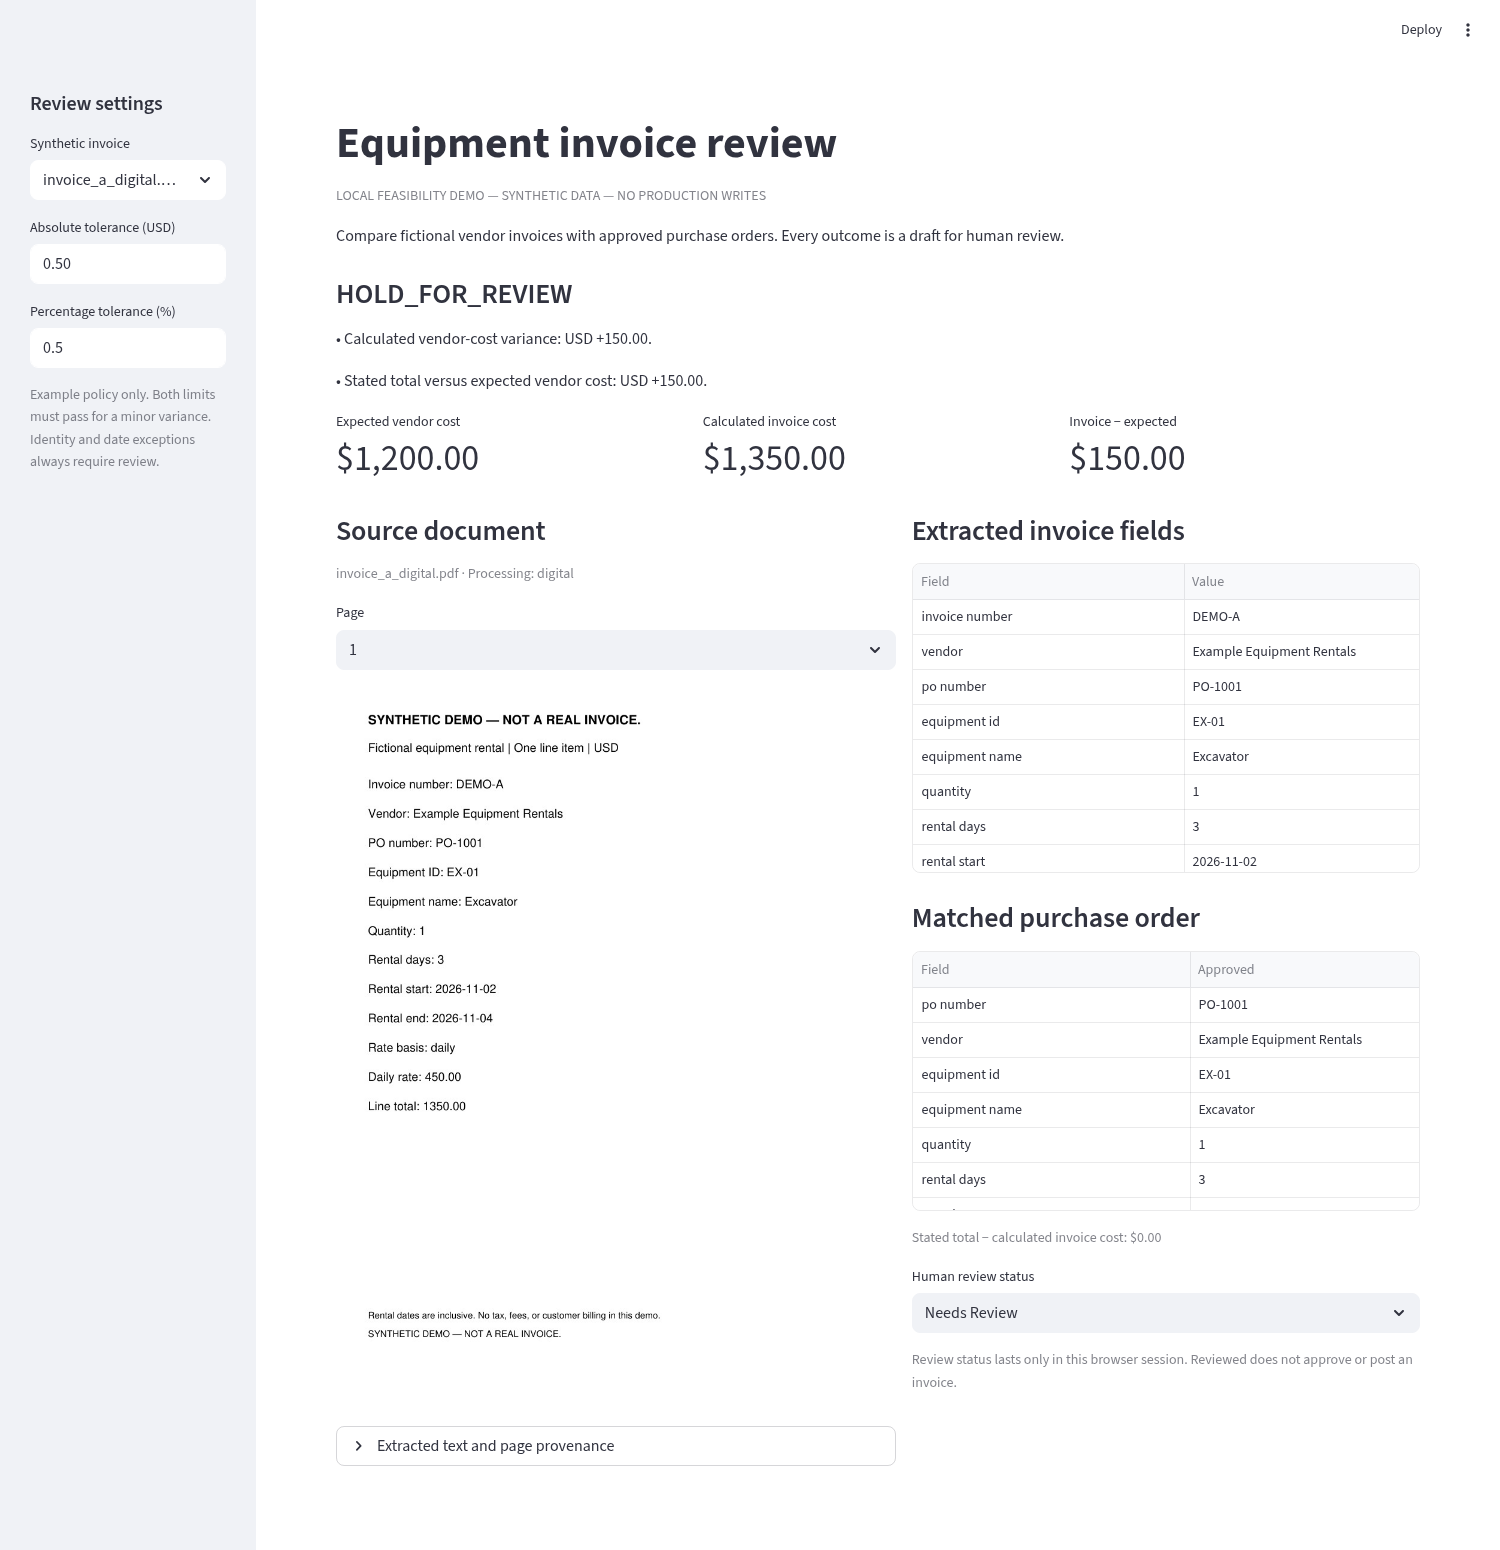 Deploy
Review settings
Synthetic invoice
invoice_a_digital....
Absolute tolerance (USD)
0.50
Percentage tolerance (%)
0.5
Example policy only. Both limits
must pass for a minor variance.
Identity and date exceptions
always require review.
Equipment invoice review
LOCAL FEASIBILITY DEMO — SYNTHETIC DATA — NO PRODUCTION WRITES
Compare fictional vendor invoices with approved purchase orders. Every outcome is a draft for human review.
HOLD_FOR_REVIEW
• Calculated vendor-cost variance: USD +150.00.
• Stated total versus expected vendor cost: USD +150.00.
Expected vendor cost
$1,200.00
Calculated invoice cost
$1,350.00
Invoice − expected
$150.00
Source document
invoice_a_digital.pdf · Processing: digital
Page
1
SYNTHETIC DEMO — NOT A REAL INVOICE.
Fictional equipment rental | One line item | USD
Invoice number: DEMO-A
Vendor: Example Equipment Rentals
PO number: PO-1001
Equipment ID: EX-01
Equipment name: Excavator
Quantity: 1
Rental days: 3
Rental start: 2026-11-02
Rental end: 2026-11-04
Rate basis: daily
Daily rate: 450.00
Line total: 1350.00
Rental dates are inclusive. No tax, fees, or customer billing in this demo.
SYNTHETIC DEMO — NOT A REAL INVOICE.
Extracted text and page provenance
Extracted invoice fields
Field Value
invoice number DEMO-A
vendor Example Equipment Rentals
po number PO-1001
equipment id EX-01
equipment name Excavator
quantity 1
rental days 3
rental start 2026-11-02
Matched purchase order
Field Approved
po number PO-1001
vendor Example Equipment Rentals
equipment id EX-01
equipment name Excavator
quantity 1
rental days 3
Stated total − calculated invoice cost: $0.00
Human review status
Needs Review
Review status lasts only in this browser session. Reviewed does not approve or post an
invoice.